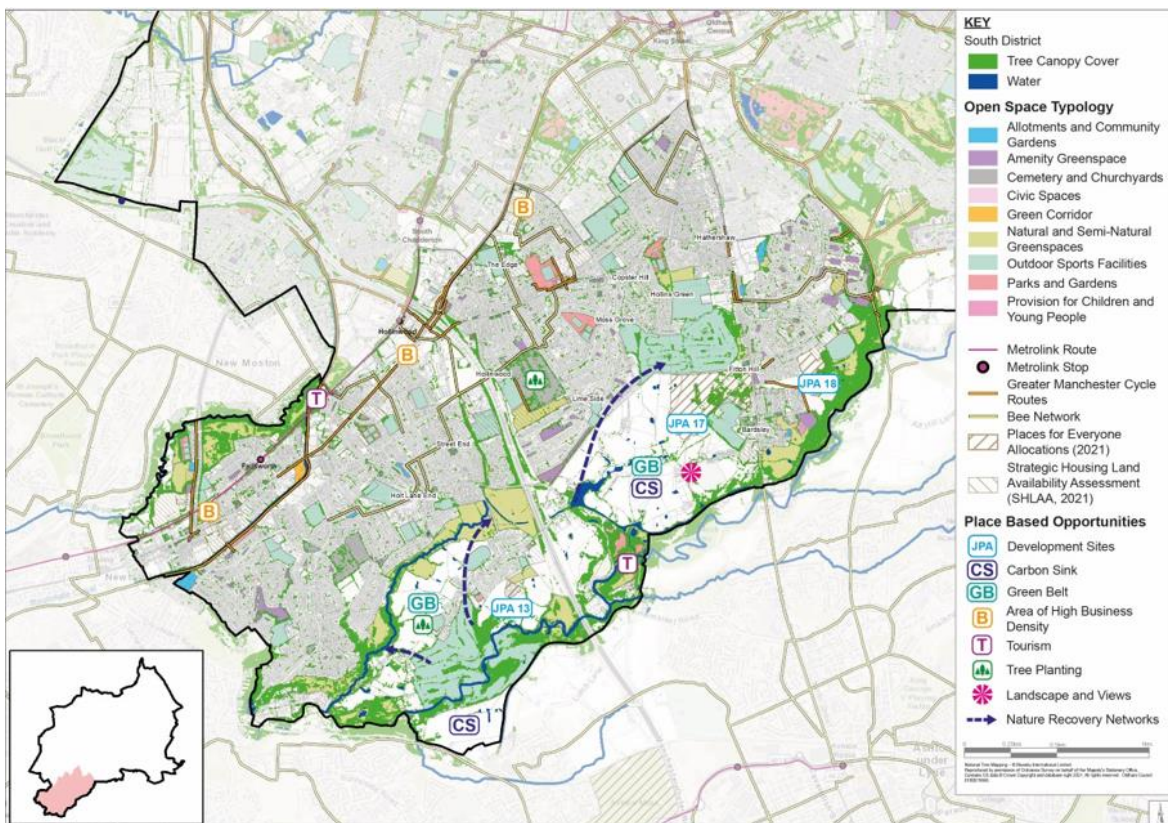 KEY
South District
Tree Canopy Cover
Water
Open Space Typology
Allotments and Community
Gardens
Amenity Greenspace
Cemetery and Churchyards
Civic Spaces
Green Corridor
Natural and Semi-Natural
Greenspaces
Outdoor Sports Facilities
Parks and Gardens
Provision for Children and
Young People
Metrolink Route
Metrolink Stop
Greater Manchester Cycle
Routes
Bee Network
Places for Everyone
Allocations (2021)
Strategic Housing Land
Availability Assessment
(SHLAA, 2021)
Place Based Opportunities
JPA Development Sites
CS Carbon Sink
GB Green Belt
B Area of High Business
Density
T Tourism
Tree Planting
Landscape and Views
Nature Recovery Networks
B
Hathershaw
South
Chadderton
The Edge
Copster Hill
Hollins Green
Moss Grove
Hollinwood
B
New Moston
Hollinwood
Fitton Hill
JPA 18
T
Lime Side
JPA 17
Street End
Bardsley
Failsworth
GB
CS
Holt Lane End
B
T
GB
JPA 13
CS